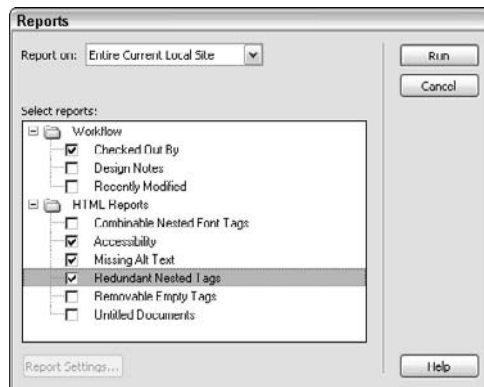 Reports
Report on: Entire Current Local Site
Run
Cancel
Select reports:
Workflow
Checked Out By
Design Notes
Recently Modified
HTML Reports
Combinable Nested Font Tags
Accessibility
Missing Alt Text
Redundant Nested Tags
Removable Empty Tags
Untitled Documents
Report Settings...
Help